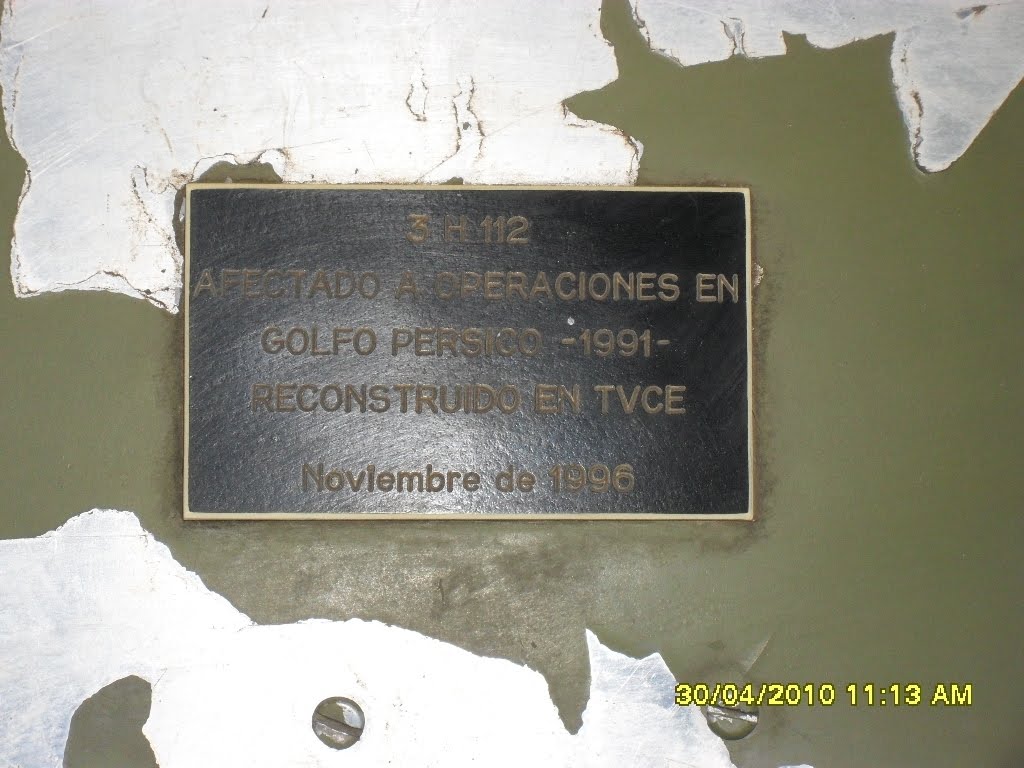 3 H 112
AFECTADO A OPERACIONES EN
GOLFO PERSICO -1991-
RECONSTRUIDO EN TVCE
Noviembre de 1996
30/04/2010 11:13 AM